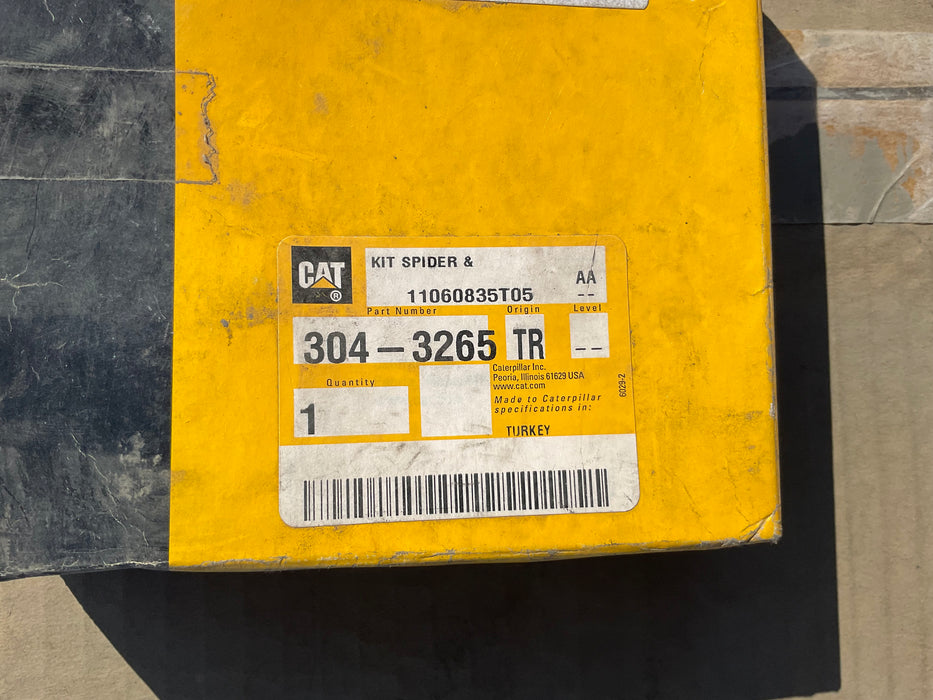 CAT
®
KIT SPIDER &
AA
11060835T05
--
Part Number
Origin
Level
304-3265
TR
--
Quantity
1
Caterpillar Inc.
Peoria, Illinois 61629 USA
www.cat.com
Made to Caterpillar
specifications in:
TURKEY
6029-2